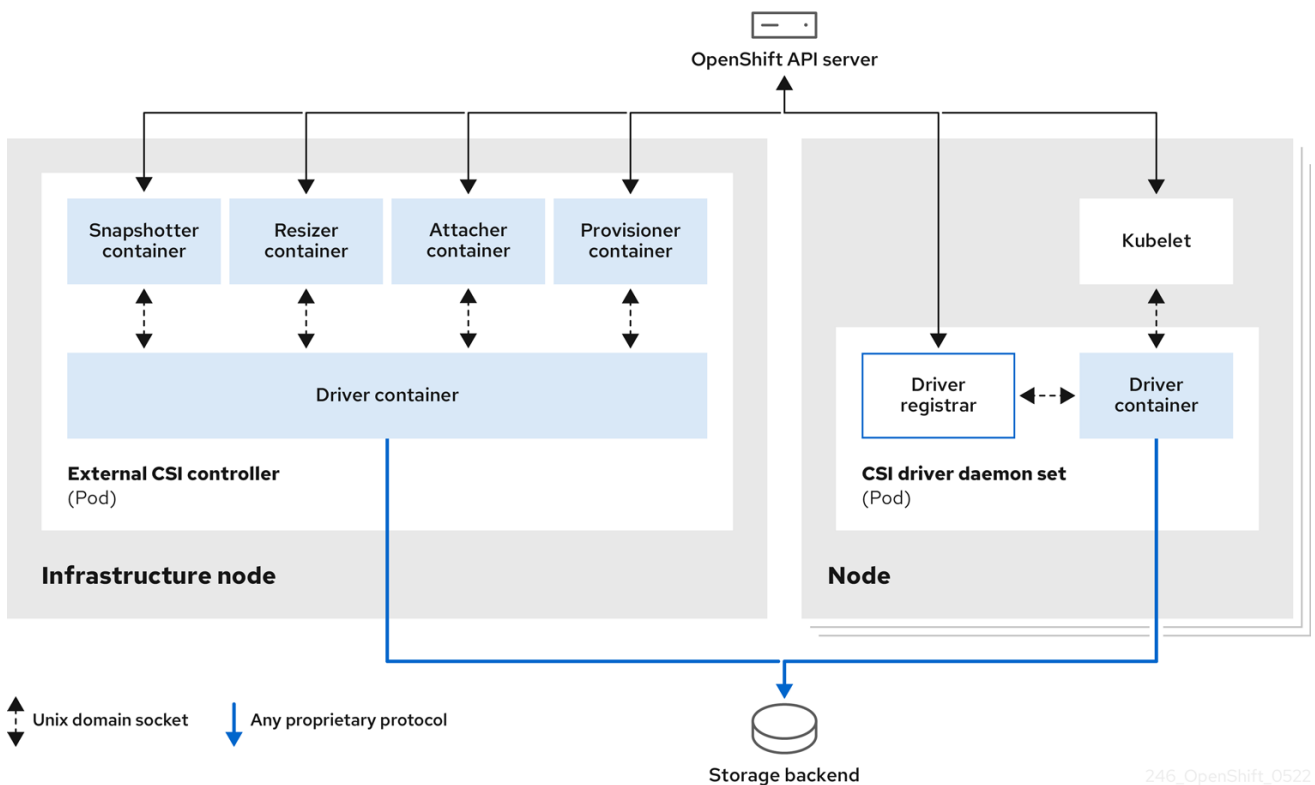 OpenShift API server
Snapshotter
container
Resizer
container
Attacher
container
Provisioner
container
Kubelet
Driver container
Driver
registrar
Driver
container
External CSI controller
(Pod)
CSI driver daemon set
(Pod)
Infrastructure node
Node
Unix domain socket
Any proprietary protocol
Storage backend
246_OpenShift_0522